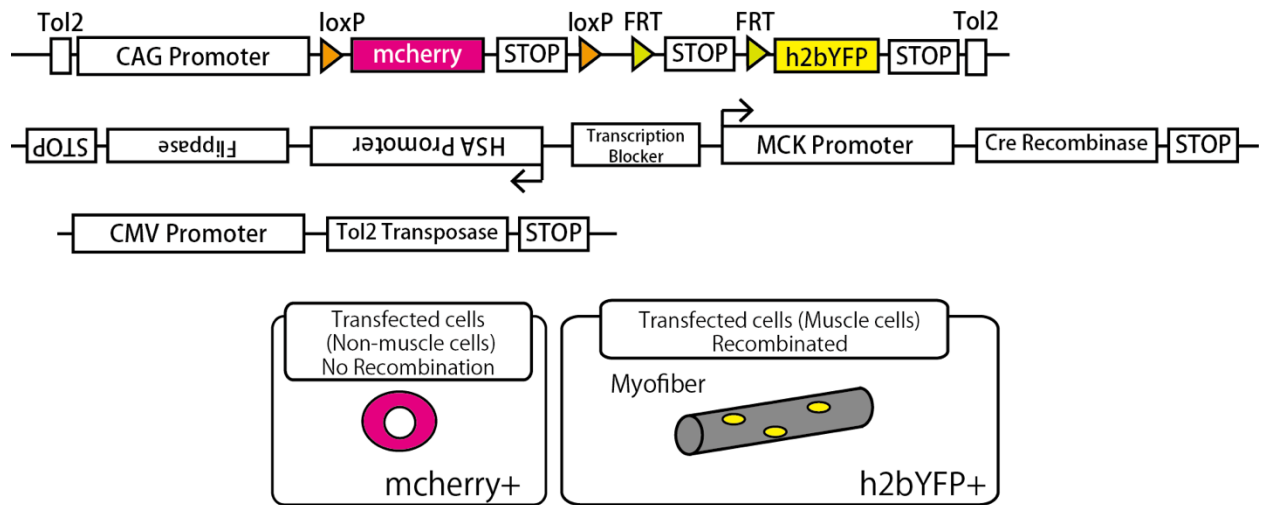 Tol2 loxP loxP FRT FRT Tol2
CAG Promoter mcherry STOP STOP h2bYFP STOP
STOP Flippase HSA Promoter Transcription Blocker MCK Promoter Cre Recombinase STOP
CMV Promoter Tol2 Transposase STOP
Transfected cells
(Non-muscle cells)
No Recombination
mcherry+
Transfected cells (Muscle cells)
Recombinated
Myofiber
h2bYFP+